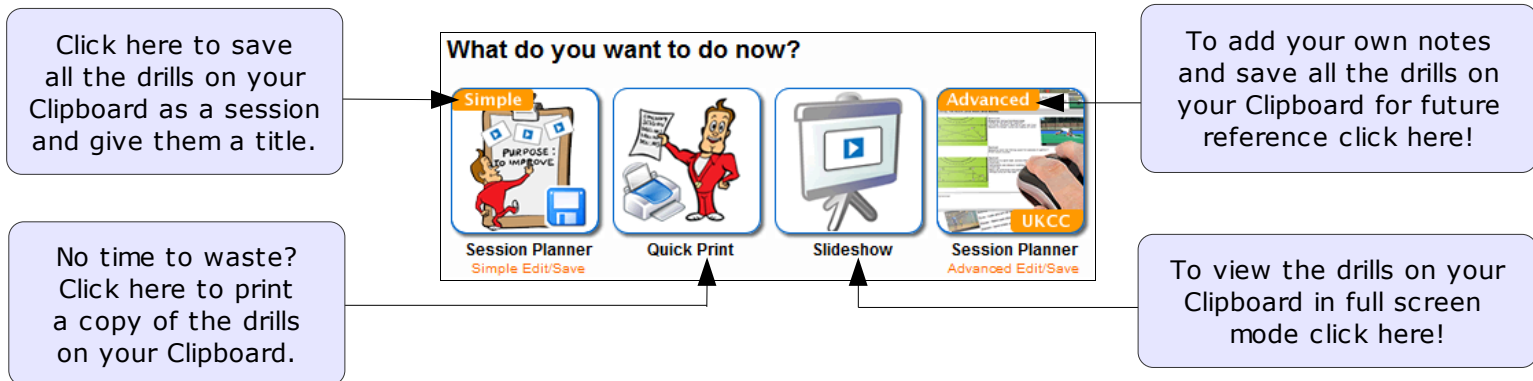 Click here to save
all the drills on your
Clipboard as a session
and give them a title.
No time to waste?
Click here to print
a copy of the drills
on your Clipboard.
What do you want to do now?
Simple
PURPOSE:
TO IMPROVE
Session Planner
Simple Edit/Save
Quick Print
Slideshow
Advanced
UKCC
Session Planner
Advanced Edit/Save
To add your own notes
and save all the drills on
your Clipboard for future
reference click here!
To view the drills on your
Clipboard in full screen
mode click here!